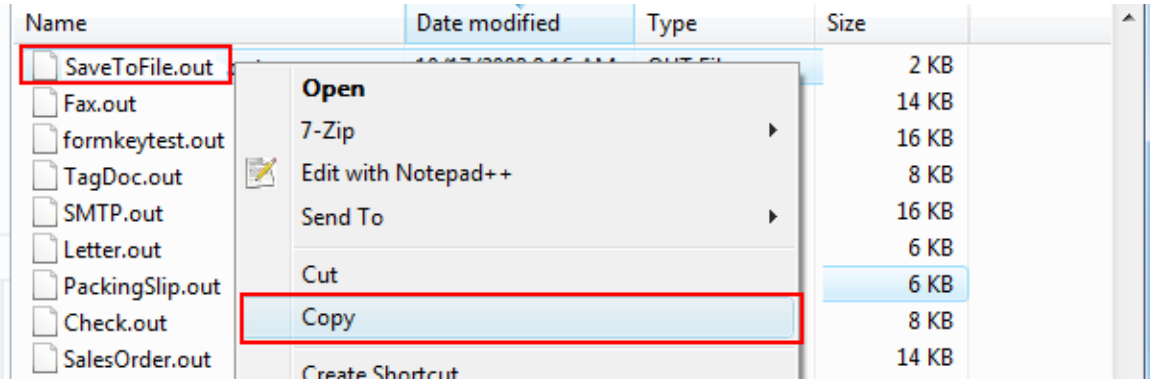 Name Date modified Type Size
SaveToFile.out 2 KB
Open
Fax.out 14 KB
7-Zip
formkeytest.out 16 KB
Edit with Notepad++
TagDoc.out 8 KB
Send To
SMTP.out 16 KB
Letter.out 6 KB
Cut
PackingSlip.out 6 KB
Copy
Check.out 8 KB
SalesOrder.out 14 KB
Create Shortcut